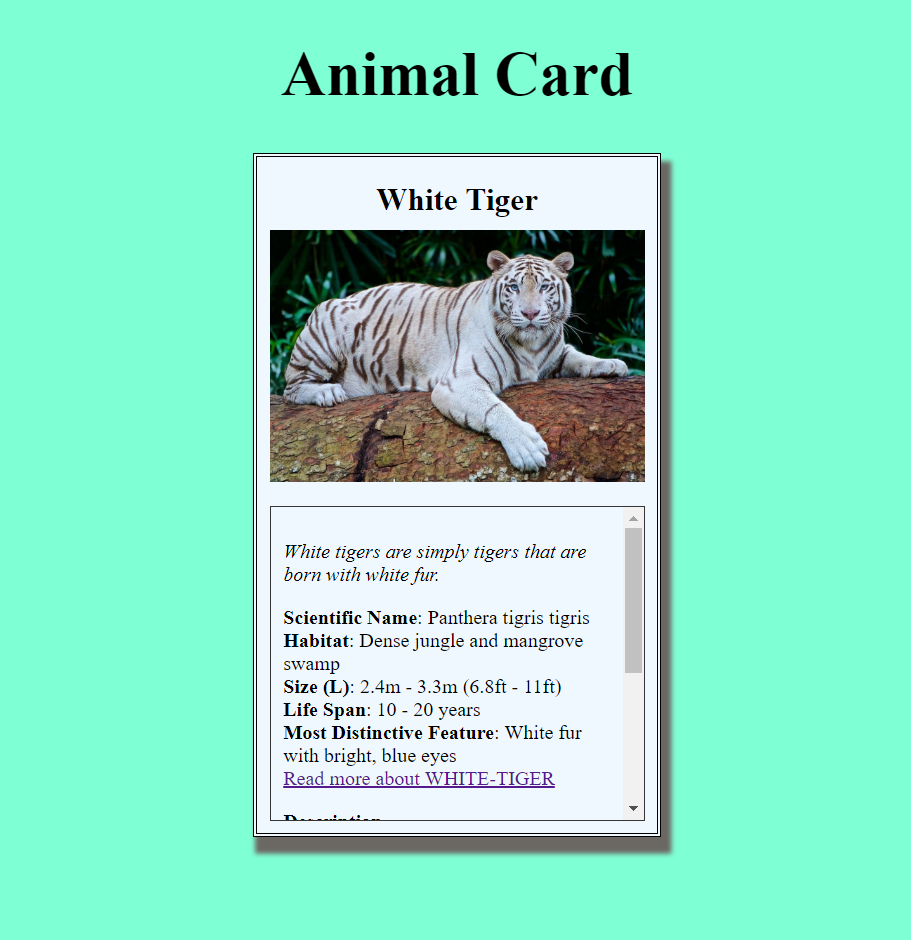 Animal Card
White Tiger
White tigers are simply tigers that are
born with white fur.
Scientific Name: Panthera tigris tigris
Habitat: Dense jungle and mangrove
swamp
Size (L): 2.4m - 3.3m (6.8ft - 11ft)
Life Span: 10 - 20 years
Most Distinctive Feature: White fur
with bright, blue eyes
Read more about WHITE-TIGER
Description